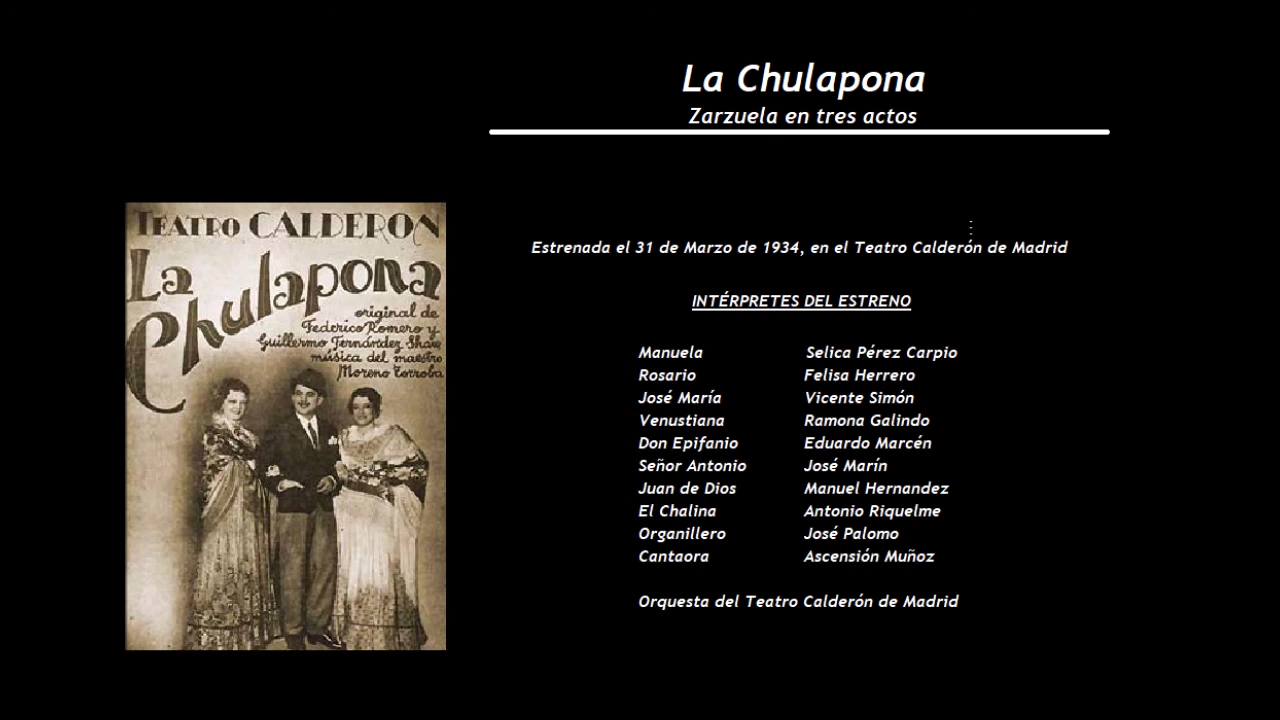 La Chulapona
Zarzuela en tres actos
TEATRO CALDERON
La
Chulapona
original de
Federico Romero y
Guillermo Fernández Shaw
música del maestro
Moreno Torroba
Estrenada el 31 de Marzo de 1934, en el Teatro Calderón de Madrid
INTÉRPRETES DEL ESTRENO
Manuela Selica Pérez Carpio
Rosario Felisa Herrero
José María Vicente Simón
Venustiana Ramona Galindo
Don Epifanio Eduardo Marcén
Señor Antonio José Marín
Juan de Dios Manuel Hernandez
El Chalina Antonio Riquelme
Organillero José Palomo
Cantaora Ascensión Muñoz
Orquesta del Teatro Calderón de Madrid